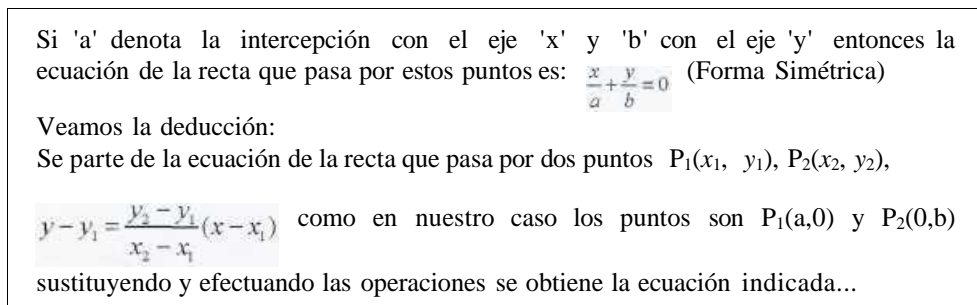 Si 'a' denota la intercepción con el eje 'x' y 'b' con el eje 'y' entonces la
ecuación de la recta que pasa por estos puntos es: x/a + y/b = 0 (Forma Simétrica)
Veamos la deducción:
Se parte de la ecuación de la recta que pasa por dos puntos P₁(x₁, y₁), P₂(x₂, y₂),
y − y₁ = (y₂ − y₁)/(x₂ − x₁) (x − x₁) como en nuestro caso los puntos son P₁(a,0) y P₂(0,b)
sustituyendo y efectuando las operaciones se obtiene la ecuación indicada...